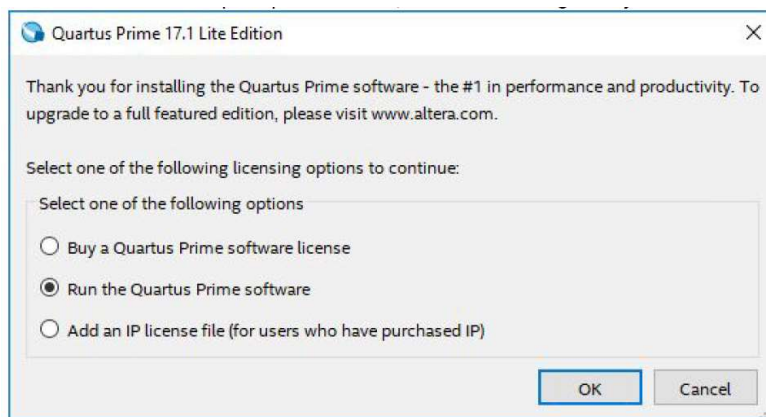 Quartus Prime 17.1 Lite Edition
Thank you for installing the Quartus Prime software - the #1 in performance and productivity. To
upgrade to a full featured edition, please visit www.altera.com.
Select one of the following licensing options to continue:
Select one of the following options
Buy a Quartus Prime software license
Run the Quartus Prime software
Add an IP license file (for users who have purchased IP)
OK Cancel